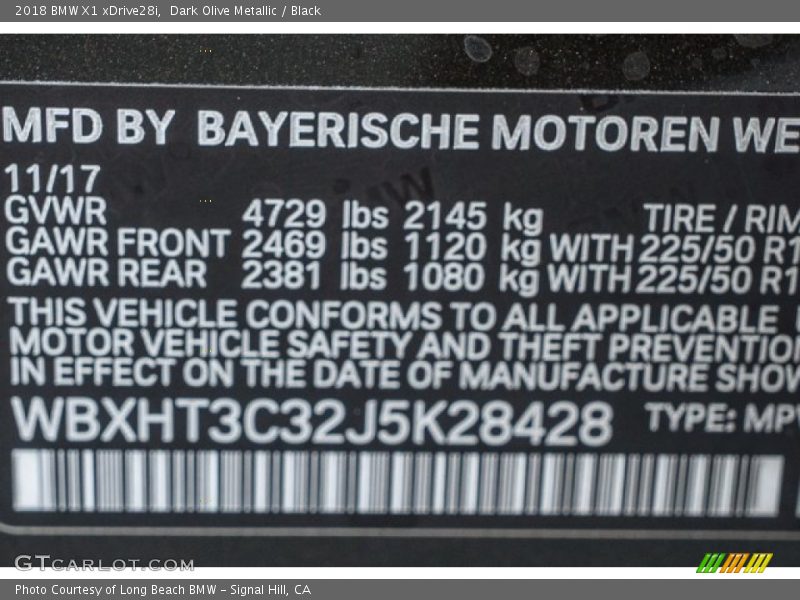 2018 BMW X1 xDrive28i, Dark Olive Metallic / Black
MFD BY BAYERISCHE MOTOREN WE
11/17
GVWR 4729 lbs 2145 kg TIRE / RIM
GAWR FRONT 2469 lbs 1120 kg WITH 225/50 R1
GAWR REAR 2381 lbs 1080 kg WITH 225/50 R1
THIS VEHICLE CONFORMS TO ALL APPLICABLE
MOTOR VEHICLE SAFETY AND THEFT PREVENTION
IN EFFECT ON THE DATE OF MANUFACTURE SHOW
WBXHT3C32J5K28428 TYPE: MPV
GTCARLOT.COM
Photo Courtesy of Long Beach BMW - Signal Hill, CA